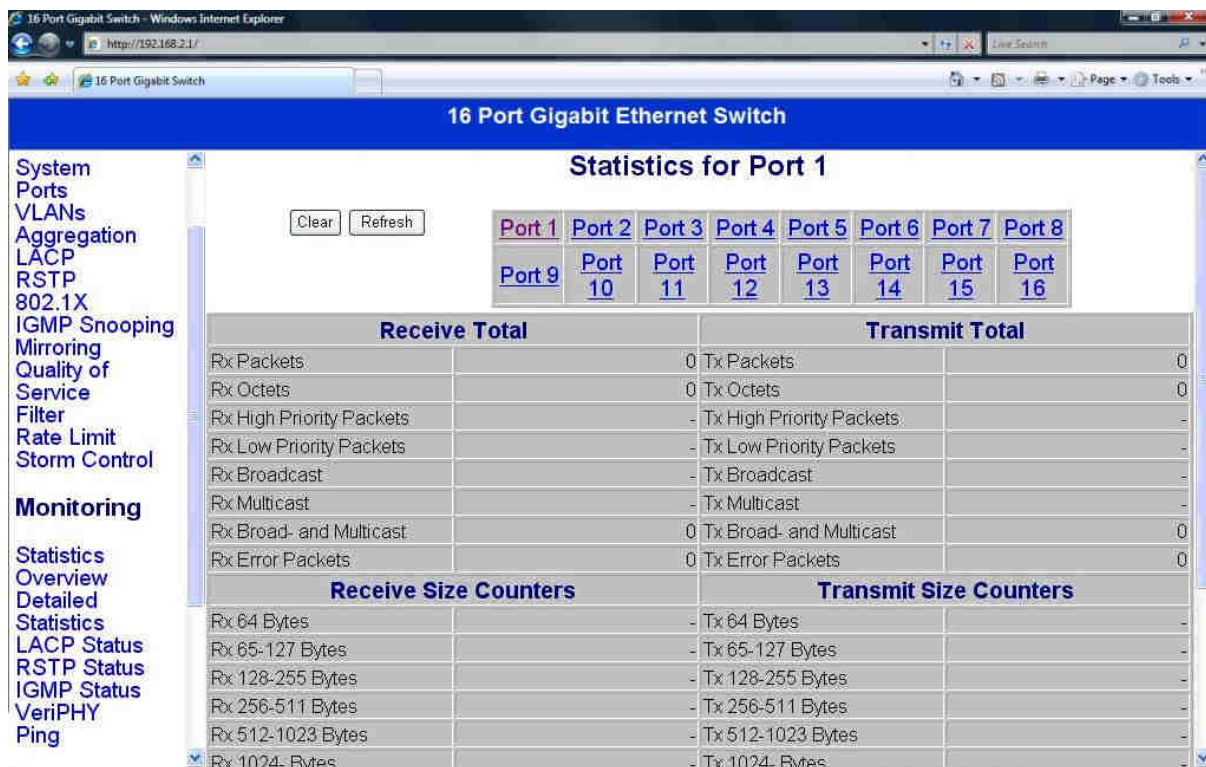 16 Port Gigabit Switch - Windows Internet Explorer
http://192.168.2.1/
Live Search
16 Port Gigabit Switch
Page
Tools
16 Port Gigabit Ethernet Switch
System
Ports
VLANs
Aggregation
LACP
RSTP
802.1X
IGMP Snooping
Mirroring
Quality of
Service
Filter
Rate Limit
Storm Control
Monitoring
Statistics
Overview
Detailed
Statistics
LACP Status
RSTP Status
IGMP Status
VeriPHY
Ping
Statistics for Port 1
Clear Refresh
Port 1 Port 2 Port 3 Port 4 Port 5 Port 6 Port 7 Port 8
Port 9 Port 10 Port 11 Port 12 Port 13 Port 14 Port 15 Port 16
Receive Total Transmit Total
Rx Packets 0 Tx Packets 0
Rx Octets 0 Tx Octets 0
Rx High Priority Packets - Tx High Priority Packets -
Rx Low Priority Packets - Tx Low Priority Packets -
Rx Broadcast - Tx Broadcast -
Rx Multicast - Tx Multicast -
Rx Broad- and Multicast 0 Tx Broad- and Multicast 0
Rx Error Packets 0 Tx Error Packets 0
Receive Size Counters Transmit Size Counters
Rx 64 Bytes - Tx 64 Bytes -
Rx 65-127 Bytes - Tx 65-127 Bytes -
Rx 128-255 Bytes - Tx 128-255 Bytes -
Rx 256-511 Bytes - Tx 256-511 Bytes -
Rx 512-1023 Bytes - Tx 512-1023 Bytes -
Rx 1024- Bytes - Tx 1024- Bytes -